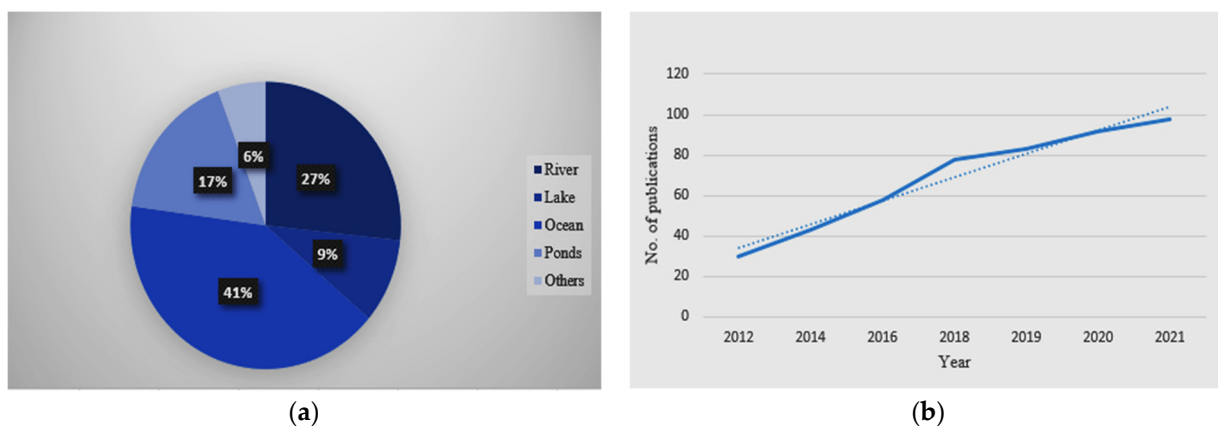 6%
27%
17%
9%
41%
River
Lake
Ocean
Ponds
Others
(a)
No. of publications
120
100
80
60
40
20
0
2012 2014 2016 2018 2019 2020 2021
Year
(b)